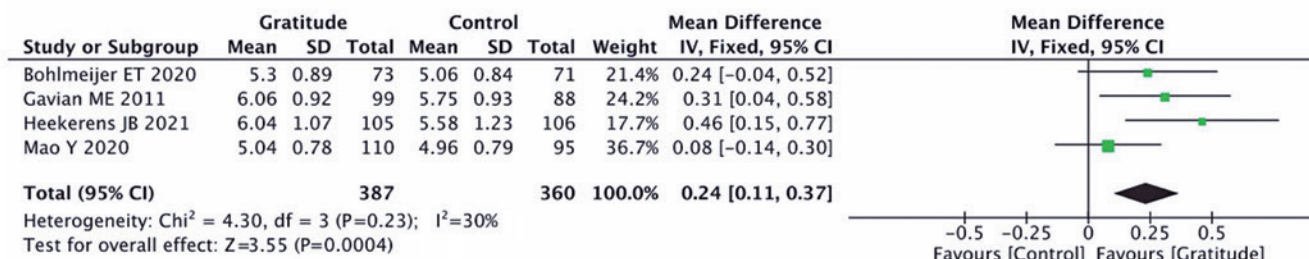 Gratitude Control Mean Difference Mean Difference
Study or Subgroup Mean SD Total Mean SD Total Weight IV, Fixed, 95% CI IV, Fixed, 95% CI
Bohlmeijer ET 2020 5.3 0.89 73 5.06 0.84 71 21.4% 0.24 [-0.04, 0.52]
Gavian ME 2011 6.06 0.92 99 5.75 0.93 88 24.2% 0.31 [0.04, 0.58]
Heekerens JB 2021 6.04 1.07 105 5.58 1.23 106 17.7% 0.46 [0.15, 0.77]
Mao Y 2020 5.04 0.78 110 4.96 0.79 95 36.7% 0.08 [-0.14, 0.30]
Total (95% CI) 387 360 100.0% 0.24 [0.11, 0.37]
Heterogeneity: Chi² = 4.30, df = 3 (P=0.23); I²=30%
Test for overall effect: Z=3.55 (P=0.0004)
-0.5 -0.25 0 0.25 0.5
Favours [Control] Favours [Gratitude]